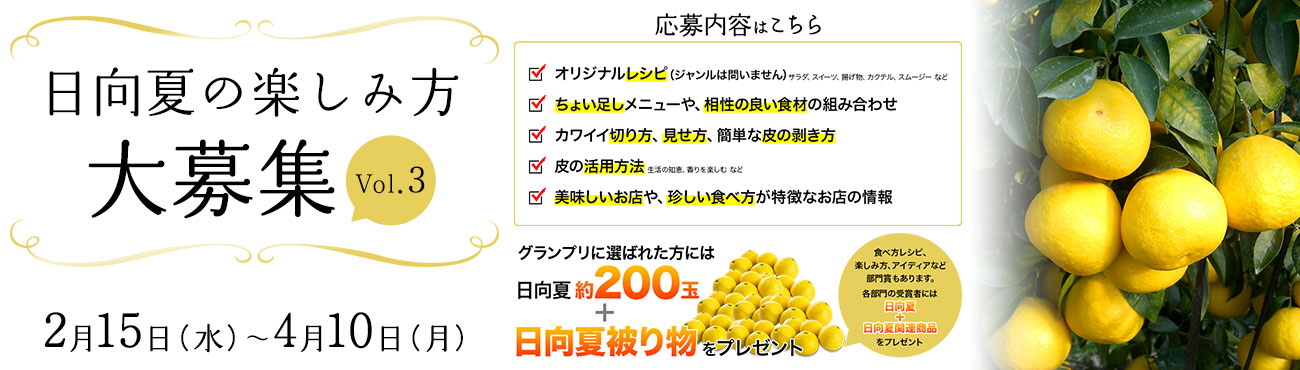 日向夏の楽しみ方
大募集
Vol.3
2月15日(水)～4月10日(月)
応募内容はこちら
オリジナルレシピ(ジャンルは問いません)サラダ、スイーツ、揚げ物、カクテル、スムージー など
ちょい足しメニューや、相性の良い食材の組み合わせ
カワイイ切り方、見せ方、簡単な皮の剥き方
皮の活用方法 生活の知恵、香りを楽しむ など
美味しいお店や、珍しい食べ方が特徴なお店の情報
グランプリに選ばれた方には
日向夏 約200玉
+
日向夏被り物をプレゼント
食べ方レシピ、
楽しみ方、アイディアなど
部門賞もあります。
各部門の受賞者には
日向夏
+
日向夏関連商品
をプレゼント